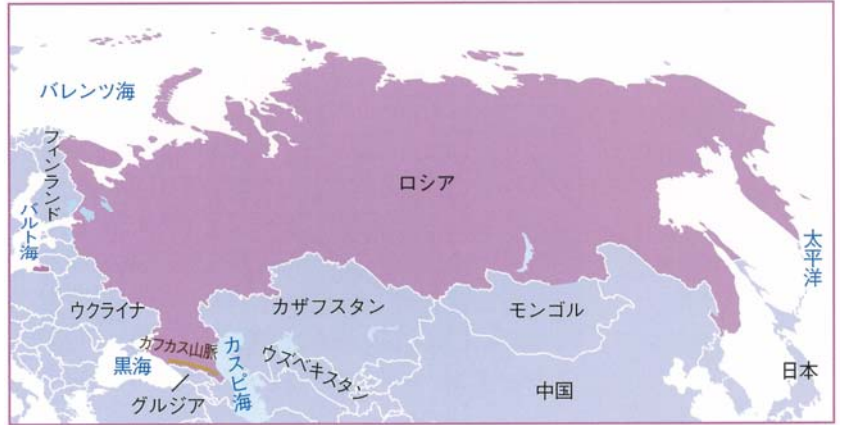 バレンツ海
フィンランド
ロシア
バルト海
太平洋
ウクライナ
カザフスタン
モンゴル
カフカス山脈
黒海
カスピ海
ウズベキスタン
グルジア
中国
日本